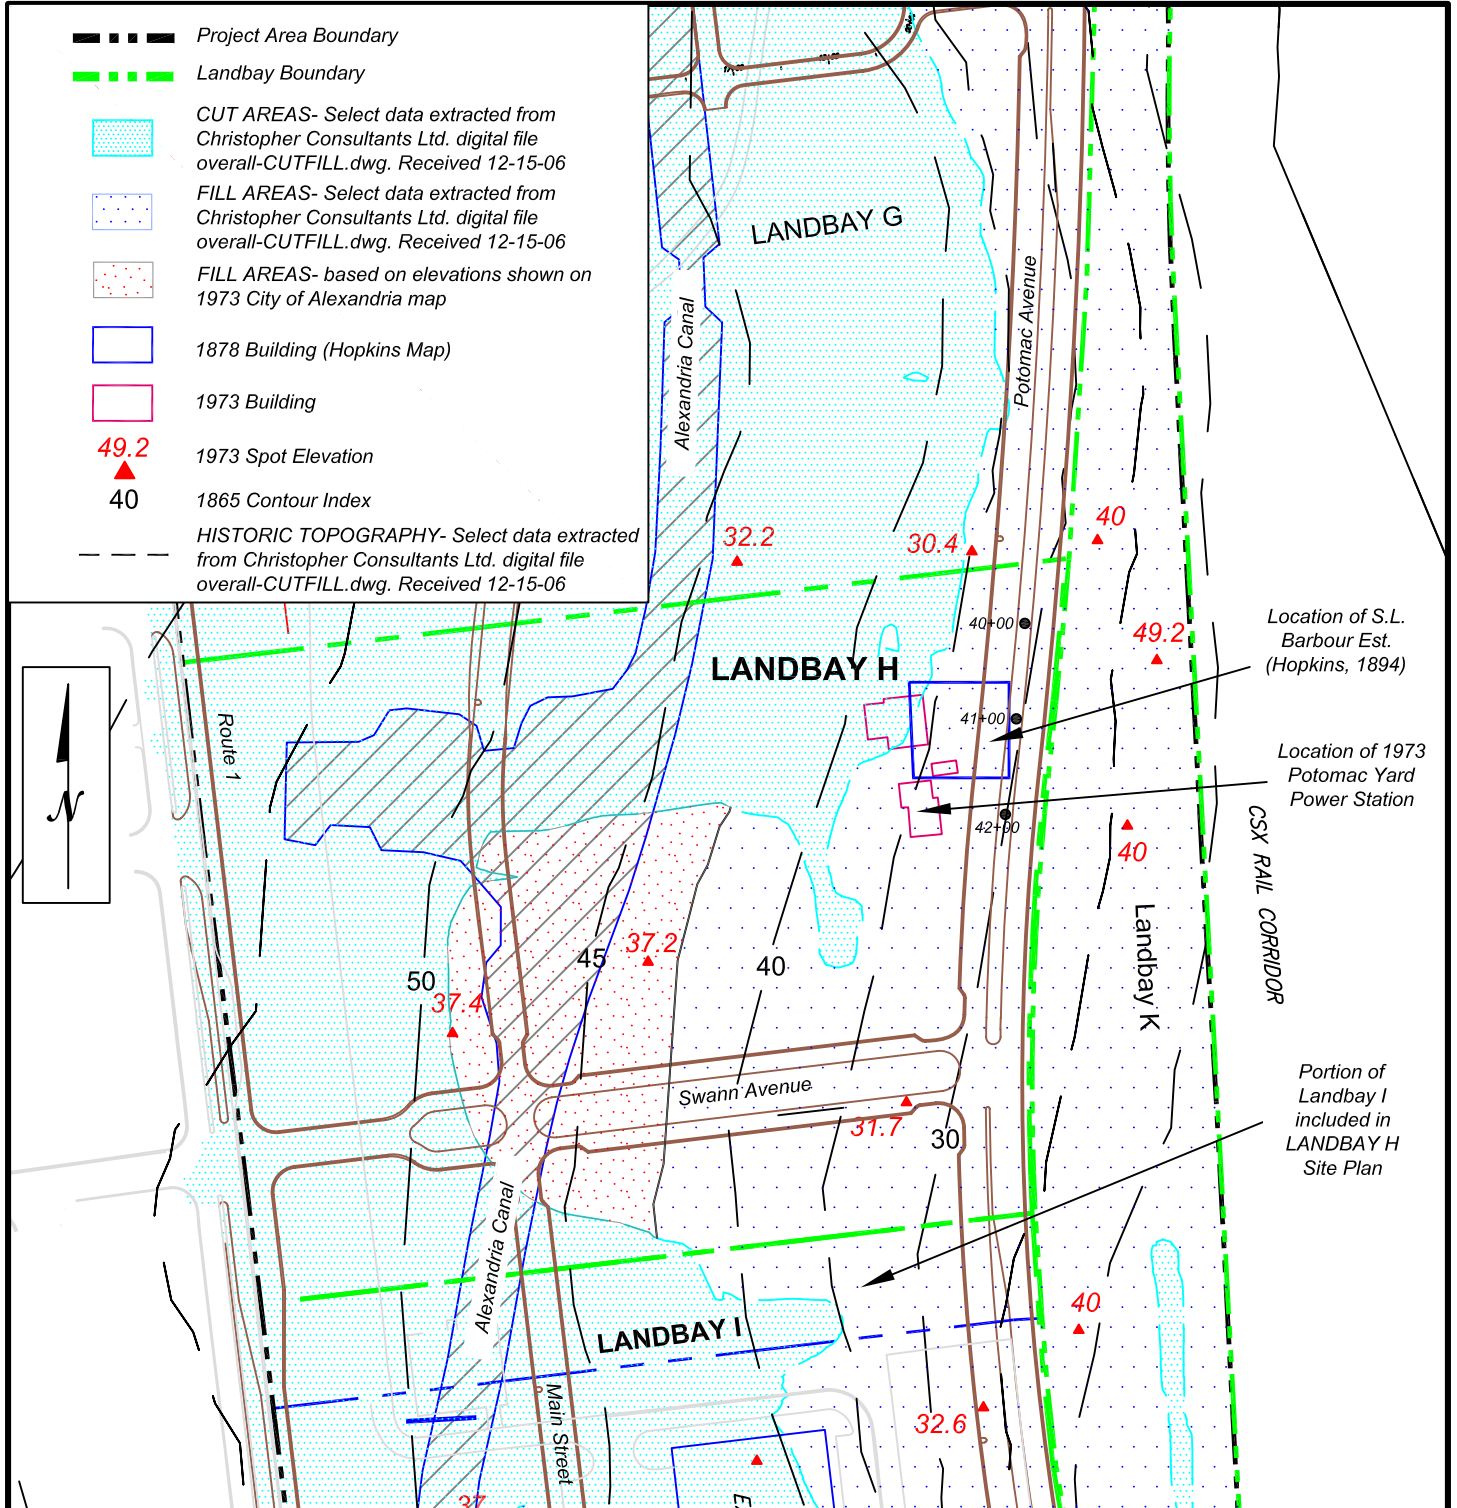 Project Area Boundary
Landbay Boundary
CUT AREAS- Select data extracted from
Christopher Consultants Ltd. digital file
overall-CUTFILL.dwg. Received 12-15-06
FILL AREAS- Select data extracted from
Christopher Consultants Ltd. digital file
overall-CUTFILL.dwg. Received 12-15-06
FILL AREAS- based on elevations shown on
1973 City of Alexandria map
1878 Building (Hopkins Map)
1973 Building
49.2
1973 Spot Elevation
40
1865 Contour Index
HISTORIC TOPOGRAPHY- Select data extracted
from Christopher Consultants Ltd. digital file
overall-CUTFILL.dwg. Received 12-15-06
LANDBAY G
Alexandria Canal
Potomac Avenue
32.2
30.4
40
40+00
49.2
Location of S.L.
Barbour Est.
(Hopkins, 1894)
LANDBAY H
41+00
Route 1
N
Location of 1973
Potomac Yard
Power Station
42+00
40
CSX RAIL CORRIDOR
Landbay K
50
45
40
37.2
37.4
Swann Avenue
31.7
30
Portion of
Landbay I
included in
LANDBAY H
Site Plan
Alexandria Canal
40
LANDBAY I
Main Street
32.6
37